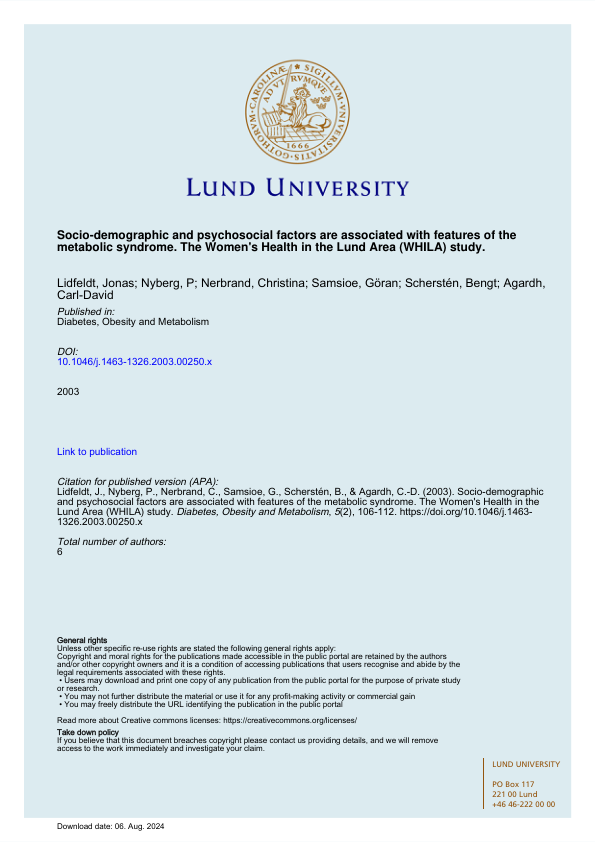 SIGILLVM·VNIVERSITATIS·GOTHORVM·CAROLINÆ
AD VTRVMQVE
1666
LUND UNIVERSITY
Socio-demographic and psychosocial factors are associated with features of the
metabolic syndrome. The Women's Health in the Lund Area (WHILA) study.
Lidfeldt, Jonas; Nyberg, P; Nerbrand, Christina; Samsioe, Göran; Scherstén, Bengt; Agardh,
Carl-David
Published in:
Diabetes, Obesity and Metabolism
DOI:
10.1046/j.1463-1326.2003.00250.x
2003
Link to publication
Citation for published version (APA):
Lidfeldt, J., Nyberg, P., Nerbrand, C., Samsioe, G., Scherstén, B., & Agardh, C.-D. (2003). Socio-demographic
and psychosocial factors are associated with features of the metabolic syndrome. The Women's Health in the
Lund Area (WHILA) study. Diabetes, Obesity and Metabolism, 5(2), 106-112. https://doi.org/10.1046/j.1463-
1326.2003.00250.x
Total number of authors:
6
General rights
Unless other specific re-use rights are stated the following general rights apply:
Copyright and moral rights for the publications made accessible in the public portal are retained by the authors
and/or other copyright owners and it is a condition of accessing publications that users recognise and abide by the
legal requirements associated with these rights.
• Users may download and print one copy of any publication from the public portal for the purpose of private study
or research.
• You may not further distribute the material or use it for any profit-making activity or commercial gain
• You may freely distribute the URL identifying the publication in the public portal
Read more about Creative commons licenses: https://creativecommons.org/licenses/
Take down policy
If you believe that this document breaches copyright please contact us providing details, and we will remove
access to the work immediately and investigate your claim.
LUND UNIVERSITY
PO Box 117
221 00 Lund
+46 46-222 00 00
Download date: 06. Aug. 2024